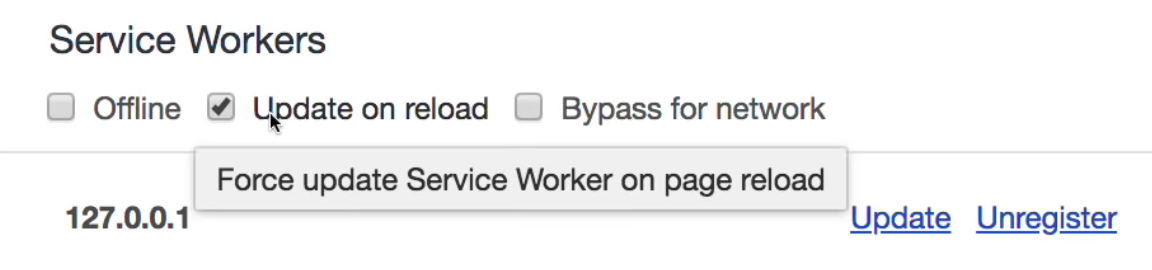 Service Workers
Offline Update on reload Bypass for network
Force update Service Worker on page reload
127.0.0.1 Update Unregister